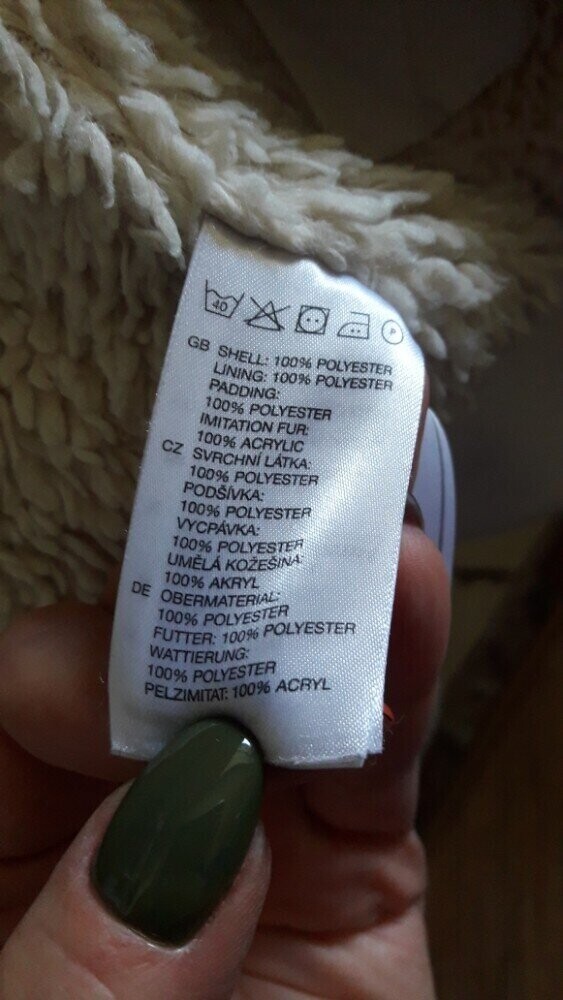 40
P
GB SHELL: 100% POLYESTER
LINING: 100% POLYESTER
PADDING:
100% POLYESTER
IMITATION FUR:
100% ACRYLIC
CZ SVRCHNÍ LÁTKA:
100% POLYESTER
PODŠÍVKA:
100% POLYESTER
VYCPÁVKA:
100% POLYESTER
UMĚLÁ KOŽEŠINA:
100% AKRYL
DE OBERMATERIAL:
100% POLYESTER
FUTTER: 100% POLYESTER
WATTIERUNG:
100% POLYESTER
PELZIMITAT: 100% ACRYL